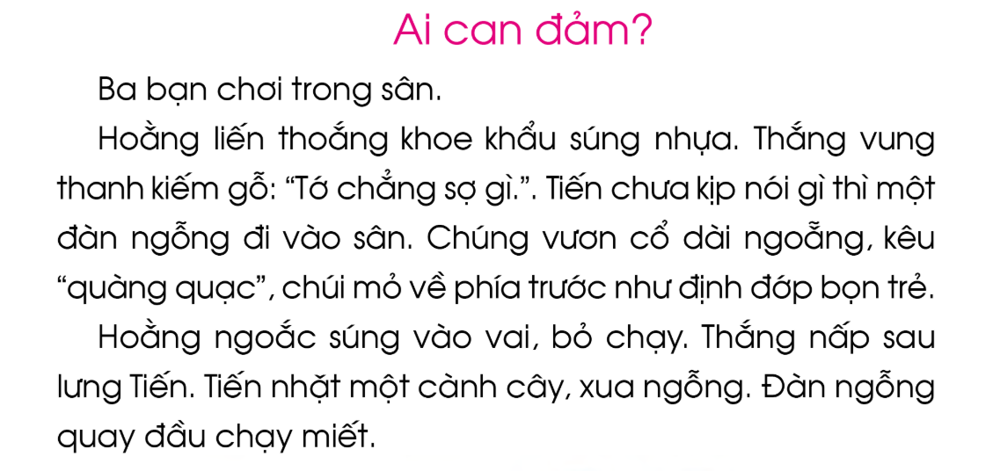 Ai can đảm?
Ba bạn chơi trong sân.
Hoằng liến thoắng khoe khẩu súng nhựa. Thắng vung
thanh kiếm gỗ: “Tớ chẳng sợ gì.”. Tiến chưa kịp nói gì thì một
đàn ngỗng đi vào sân. Chúng vươn cổ dài ngoẵng, kêu
“quàng quạc”, chúi mỏ về phía trước như định đớp bọn trẻ.
Hoằng ngoắc súng vào vai, bỏ chạy. Thắng nấp sau
lưng Tiến. Tiến nhặt một cành cây, xua ngỗng. Đàn ngỗng
quay đầu chạy miết.